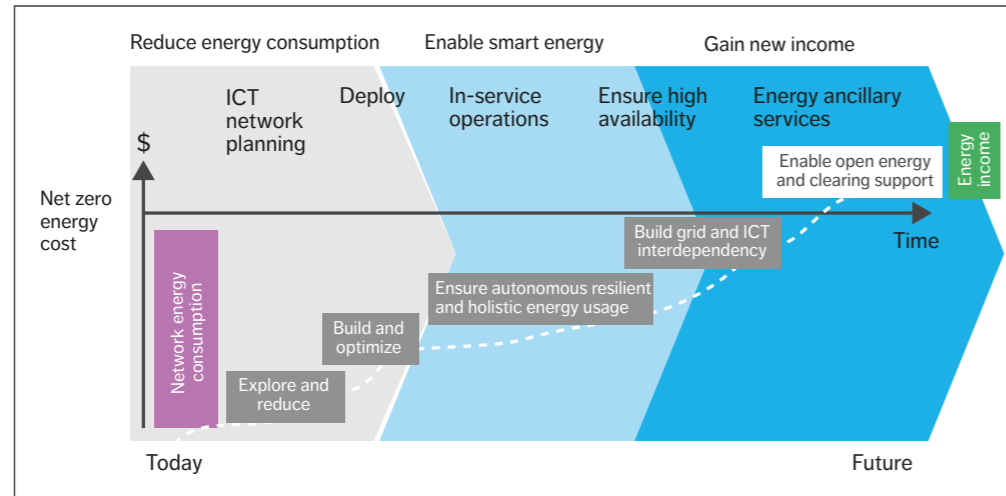 Reduce energy consumption
Enable smart energy
Gain new income
ICT
network
planning
Deploy
In-service
operations
Ensure high
availability
Energy ancillary
services
$
Enable open energy
and clearing support
Energy
income
Net zero
energy
cost
Time
Build grid and ICT
interdependency
Ensure autonomous resilient
and holistic energy usage
Network energy
consumption
Build and
optimize
Explore and
reduce
Today
Future